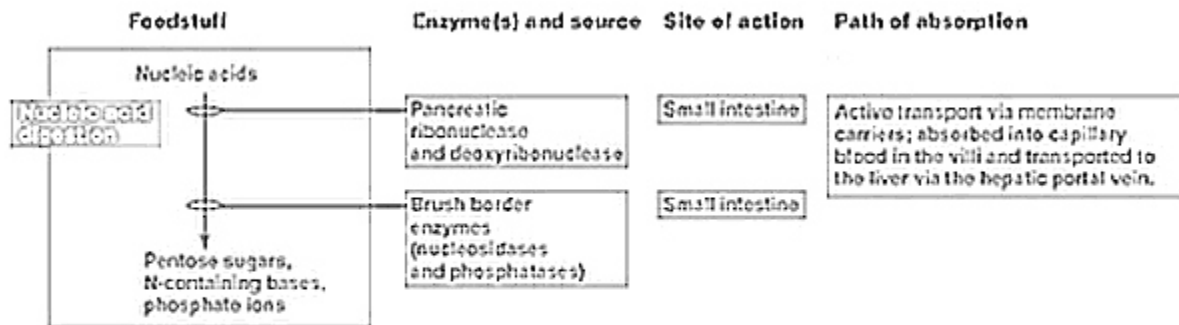 Foodstuff Enzyme(s) and source Site of action Path of absorption
Nucleic acids
Nucleic acid
digestion
Pancreatic
ribonuclease
and deoxyribonuclease
Small intestine
Active transport via membrane
carriers; absorbed into capillary
blood in the villi and transported to
the liver via the hepatic portal vein.
Brush border
enzymes
(nucleosidases
and phosphatases)
Small intestine
Pentose sugars,
N-containing bases,
phosphate ions